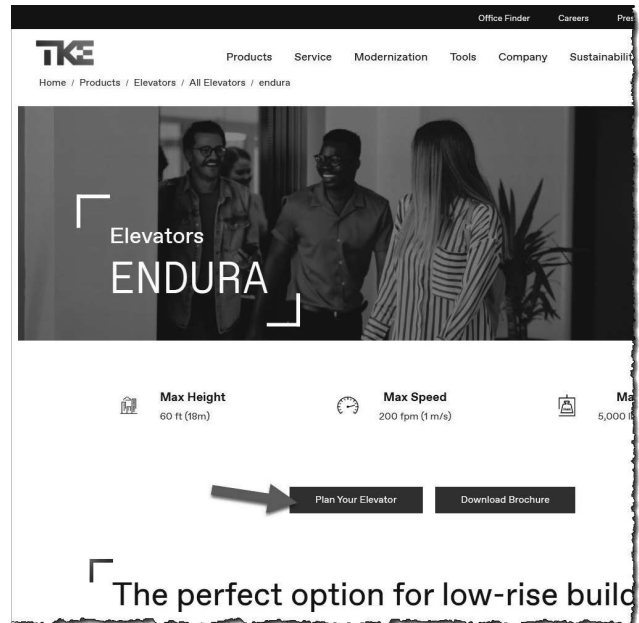 Office Finder Careers
TKE
Products Service Modernization Tools Company
Home / Products / Elevators / All Elevators / endura
Elevators
ENDURA
Max Height
60 ft (18m)
Max Speed
200 fpm (1 m/s)
5,000
Plan Your Elevator
Download Brochure
The perfect option for low-rise